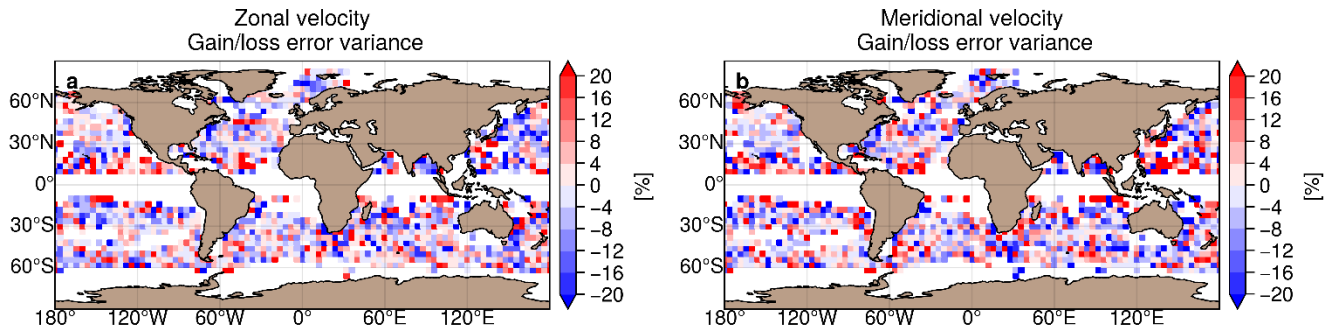 Zonal velocity
Gain/loss error variance
a
60°N
30°N
0°
30°S
60°S
180°
120°W
60°W
0°
60°E
120°E
20
16
12
8
4
0
−4
−8
−12
−16
−20
[%]
Meridional velocity
Gain/loss error variance
b
60°N
30°N
0°
30°S
60°S
180°
120°W
60°W
0°
60°E
120°E
20
16
12
8
4
0
−4
−8
−12
−16
−20
[%]